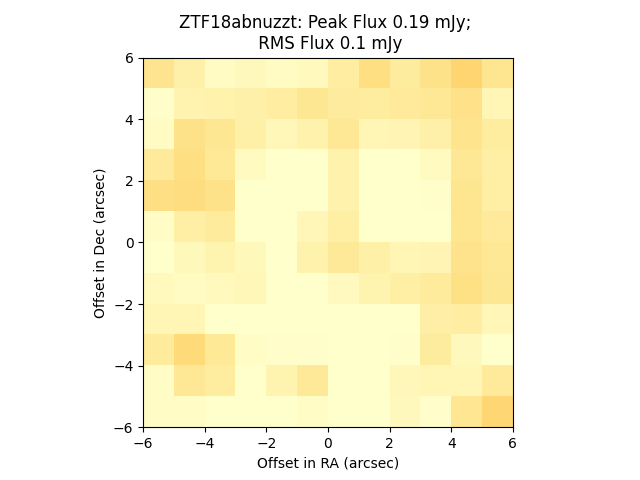 ZTF18abnuzzt: Peak Flux 0.19 mJy;
RMS Flux 0.1 mJy
6
4
2
0
−2
−4
−6
Offset in Dec (arcsec)
−6 −4 −2 0 2 4 6
Offset in RA (arcsec)